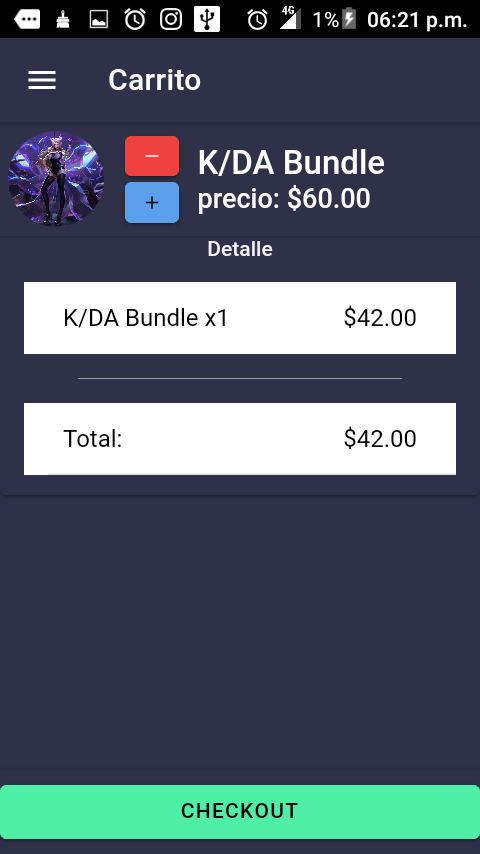 4G 1% 06:21 p.m.
Carrito
K/DA Bundle
precio: $60.00
Detalle
K/DA Bundle x1 $42.00
Total: $42.00
CHECKOUT